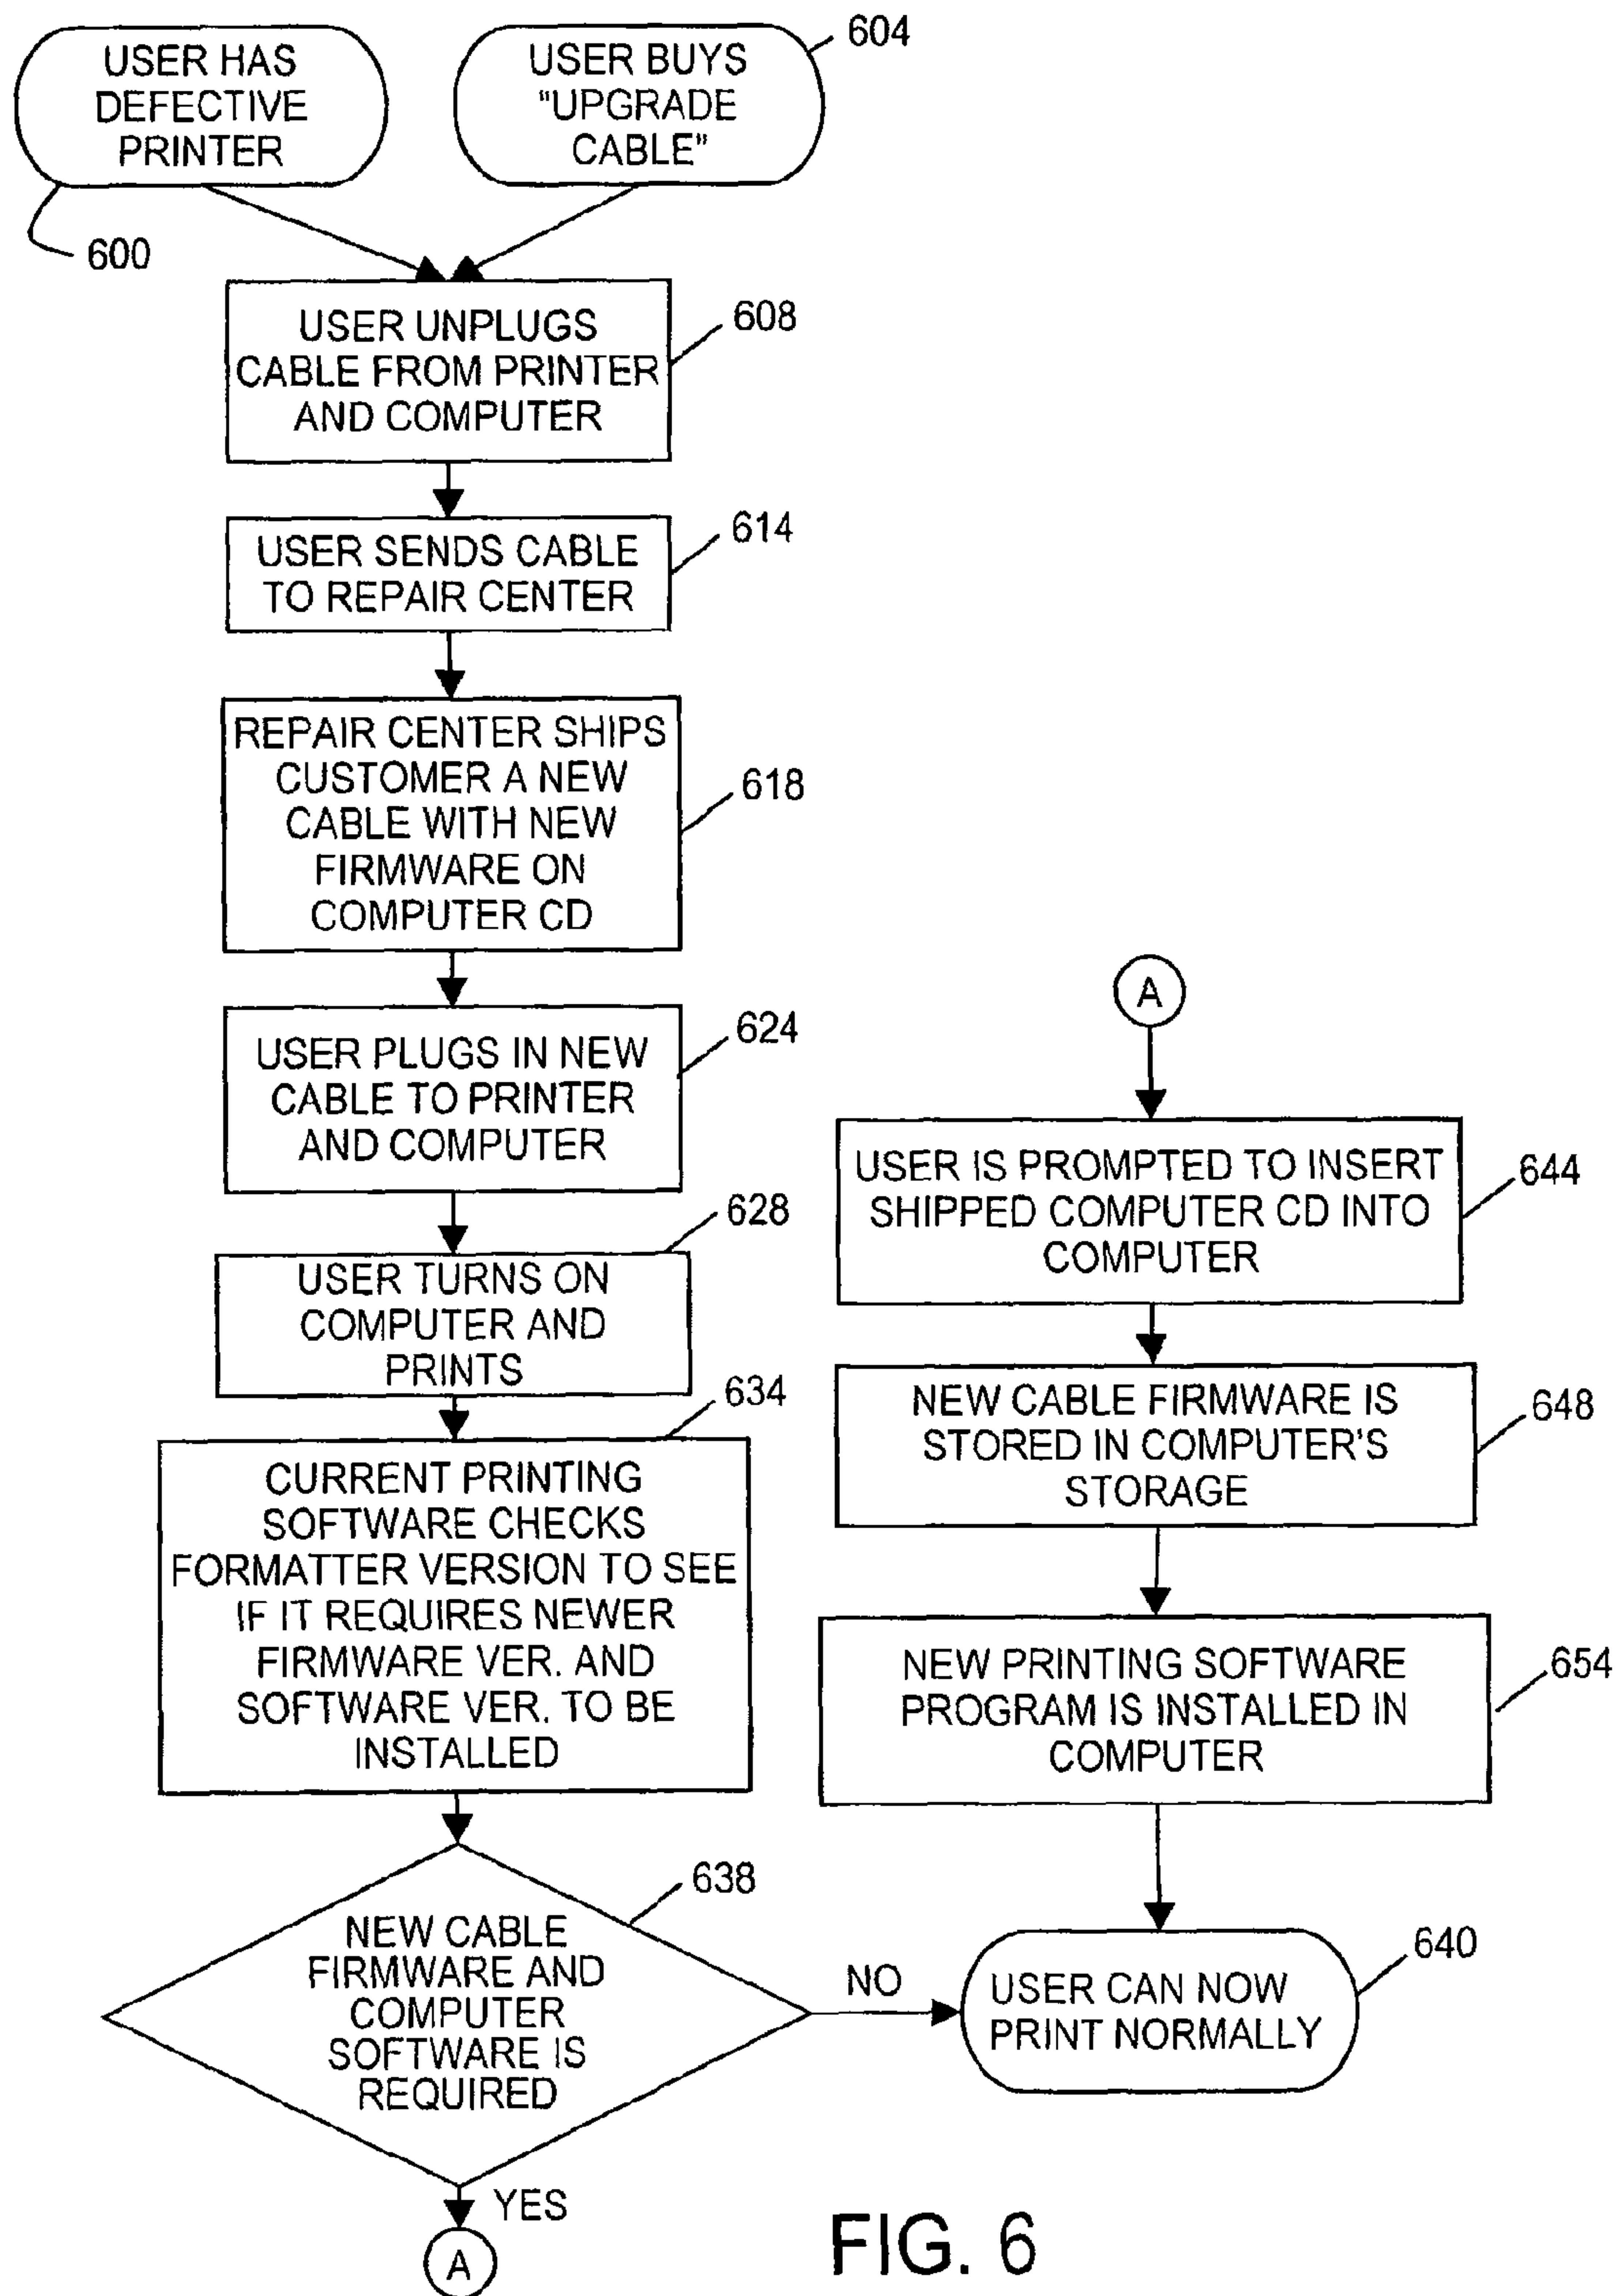 USER HAS
DEFECTIVE
PRINTER
600
USER BUYS
"UPGRADE
CABLE"
604
USER UNPLUGS
CABLE FROM PRINTER
AND COMPUTER
608
USER SENDS CABLE
TO REPAIR CENTER
614
REPAIR CENTER SHIPS
CUSTOMER A NEW
CABLE WITH NEW
FIRMWARE ON
COMPUTER CD
618
USER PLUGS IN NEW
CABLE TO PRINTER
AND COMPUTER
624
USER TURNS ON
COMPUTER AND
PRINTS
628
CURRENT PRINTING
SOFTWARE CHECKS
FORMATTER VERSION TO SEE
IF IT REQUIRES NEWER
FIRMWARE VER. AND
SOFTWARE VER. TO BE
INSTALLED
634
NEW CABLE
FIRMWARE AND
COMPUTER
SOFTWARE IS
REQUIRED
638
NO
YES
A
A
USER IS PROMPTED TO INSERT
SHIPPED COMPUTER CD INTO
COMPUTER
644
NEW CABLE FIRMWARE IS
STORED IN COMPUTER'S
STORAGE
648
NEW PRINTING SOFTWARE
PROGRAM IS INSTALLED IN
COMPUTER
654
USER CAN NOW
PRINT NORMALLY
640
FIG. 6